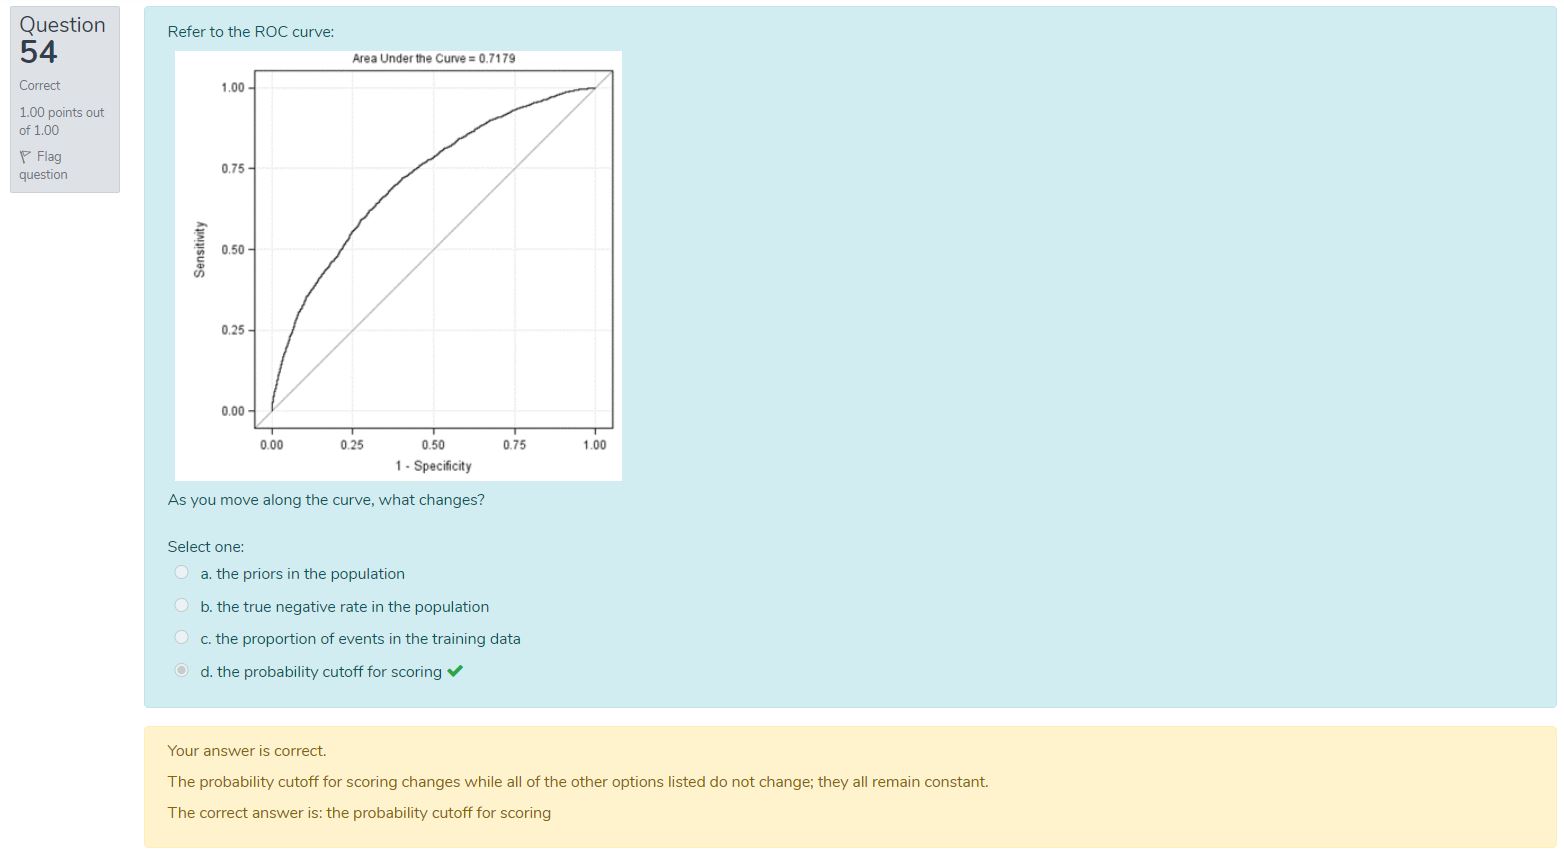 Question
54
Correct
1.00 points out
of 1.00
Flag
question
Refer to the ROC curve:
Area Under the Curve = 0.7179
1.00
0.75
0.50
0.25
0.00
Sensitivity
0.00 0.25 0.50 0.75 1.00
1 - Specificity
As you move along the curve, what changes?
Select one:
a. the priors in the population
b. the true negative rate in the population
c. the proportion of events in the training data
d. the probability cutoff for scoring
Your answer is correct.
The probability cutoff for scoring changes while all of the other options listed do not change; they all remain constant.
The correct answer is: the probability cutoff for scoring